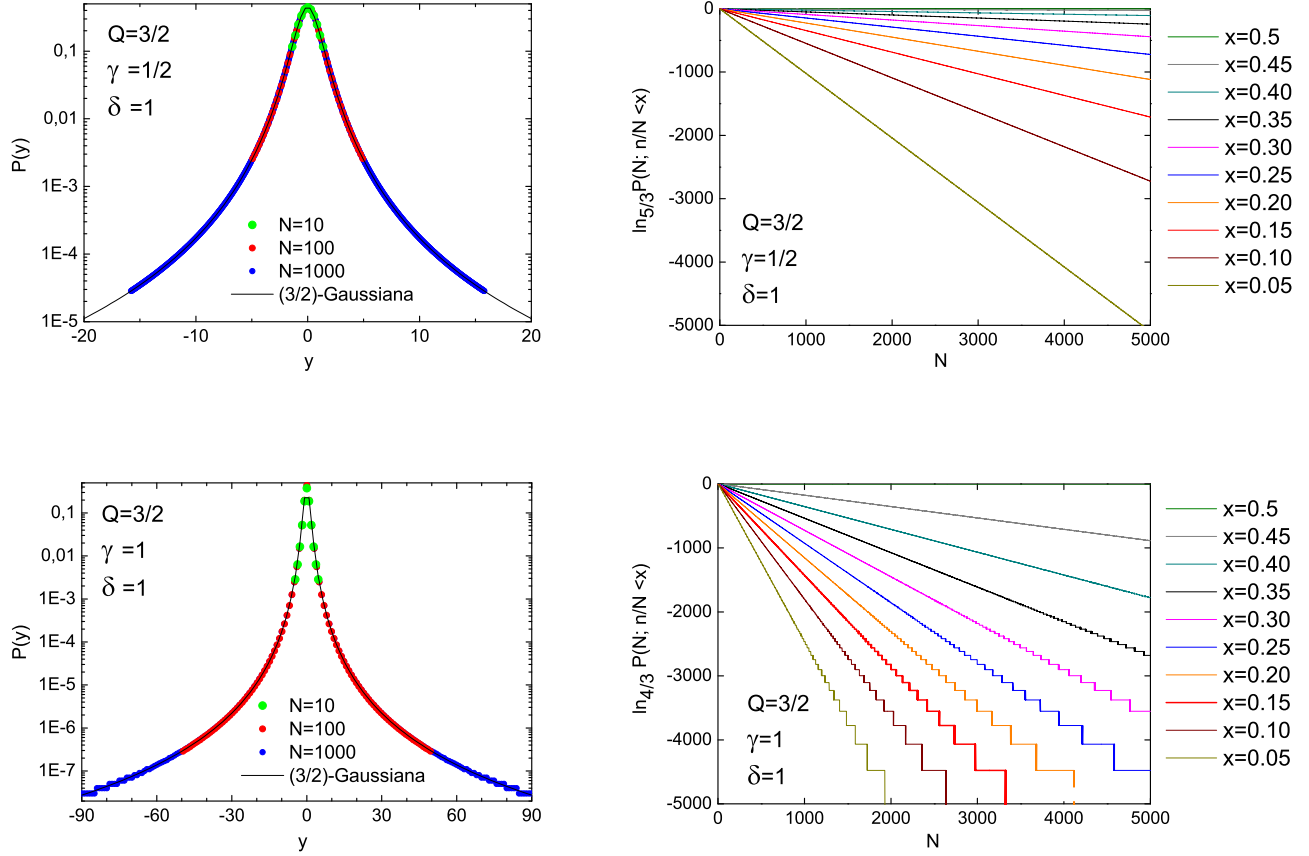 Q=3/2
γ=1/2
δ=1
P(y)
0,1
0,01
1E-3
1E-4
1E-5
N=10
N=100
N=1000
(3/2)-Gaussiana
-20 -10 0 10 20
y
ln5/3P(N; n/N <x)
0
-1000
-2000
-3000
-4000
-5000
Q=3/2
γ=1/2
δ=1
0 1000 2000 3000 4000 5000
N
x=0.5
x=0.45
x=0.40
x=0.35
x=0.30
x=0.25
x=0.20
x=0.15
x=0.10
x=0.05
Q=3/2
γ=1
δ=1
P(y)
0,1
0,01
1E-3
1E-4
1E-5
1E-6
1E-7
N=10
N=100
N=1000
(3/2)-Gaussiana
-90 -60 -30 0 30 60 90
y
ln4/3 P(N; n/N <x)
0
-1000
-2000
-3000
-4000
-5000
Q=3/2
γ=1
δ=1
0 1000 2000 3000 4000 5000
N
x=0.5
x=0.45
x=0.40
x=0.35
x=0.30
x=0.25
x=0.20
x=0.15
x=0.10
x=0.05